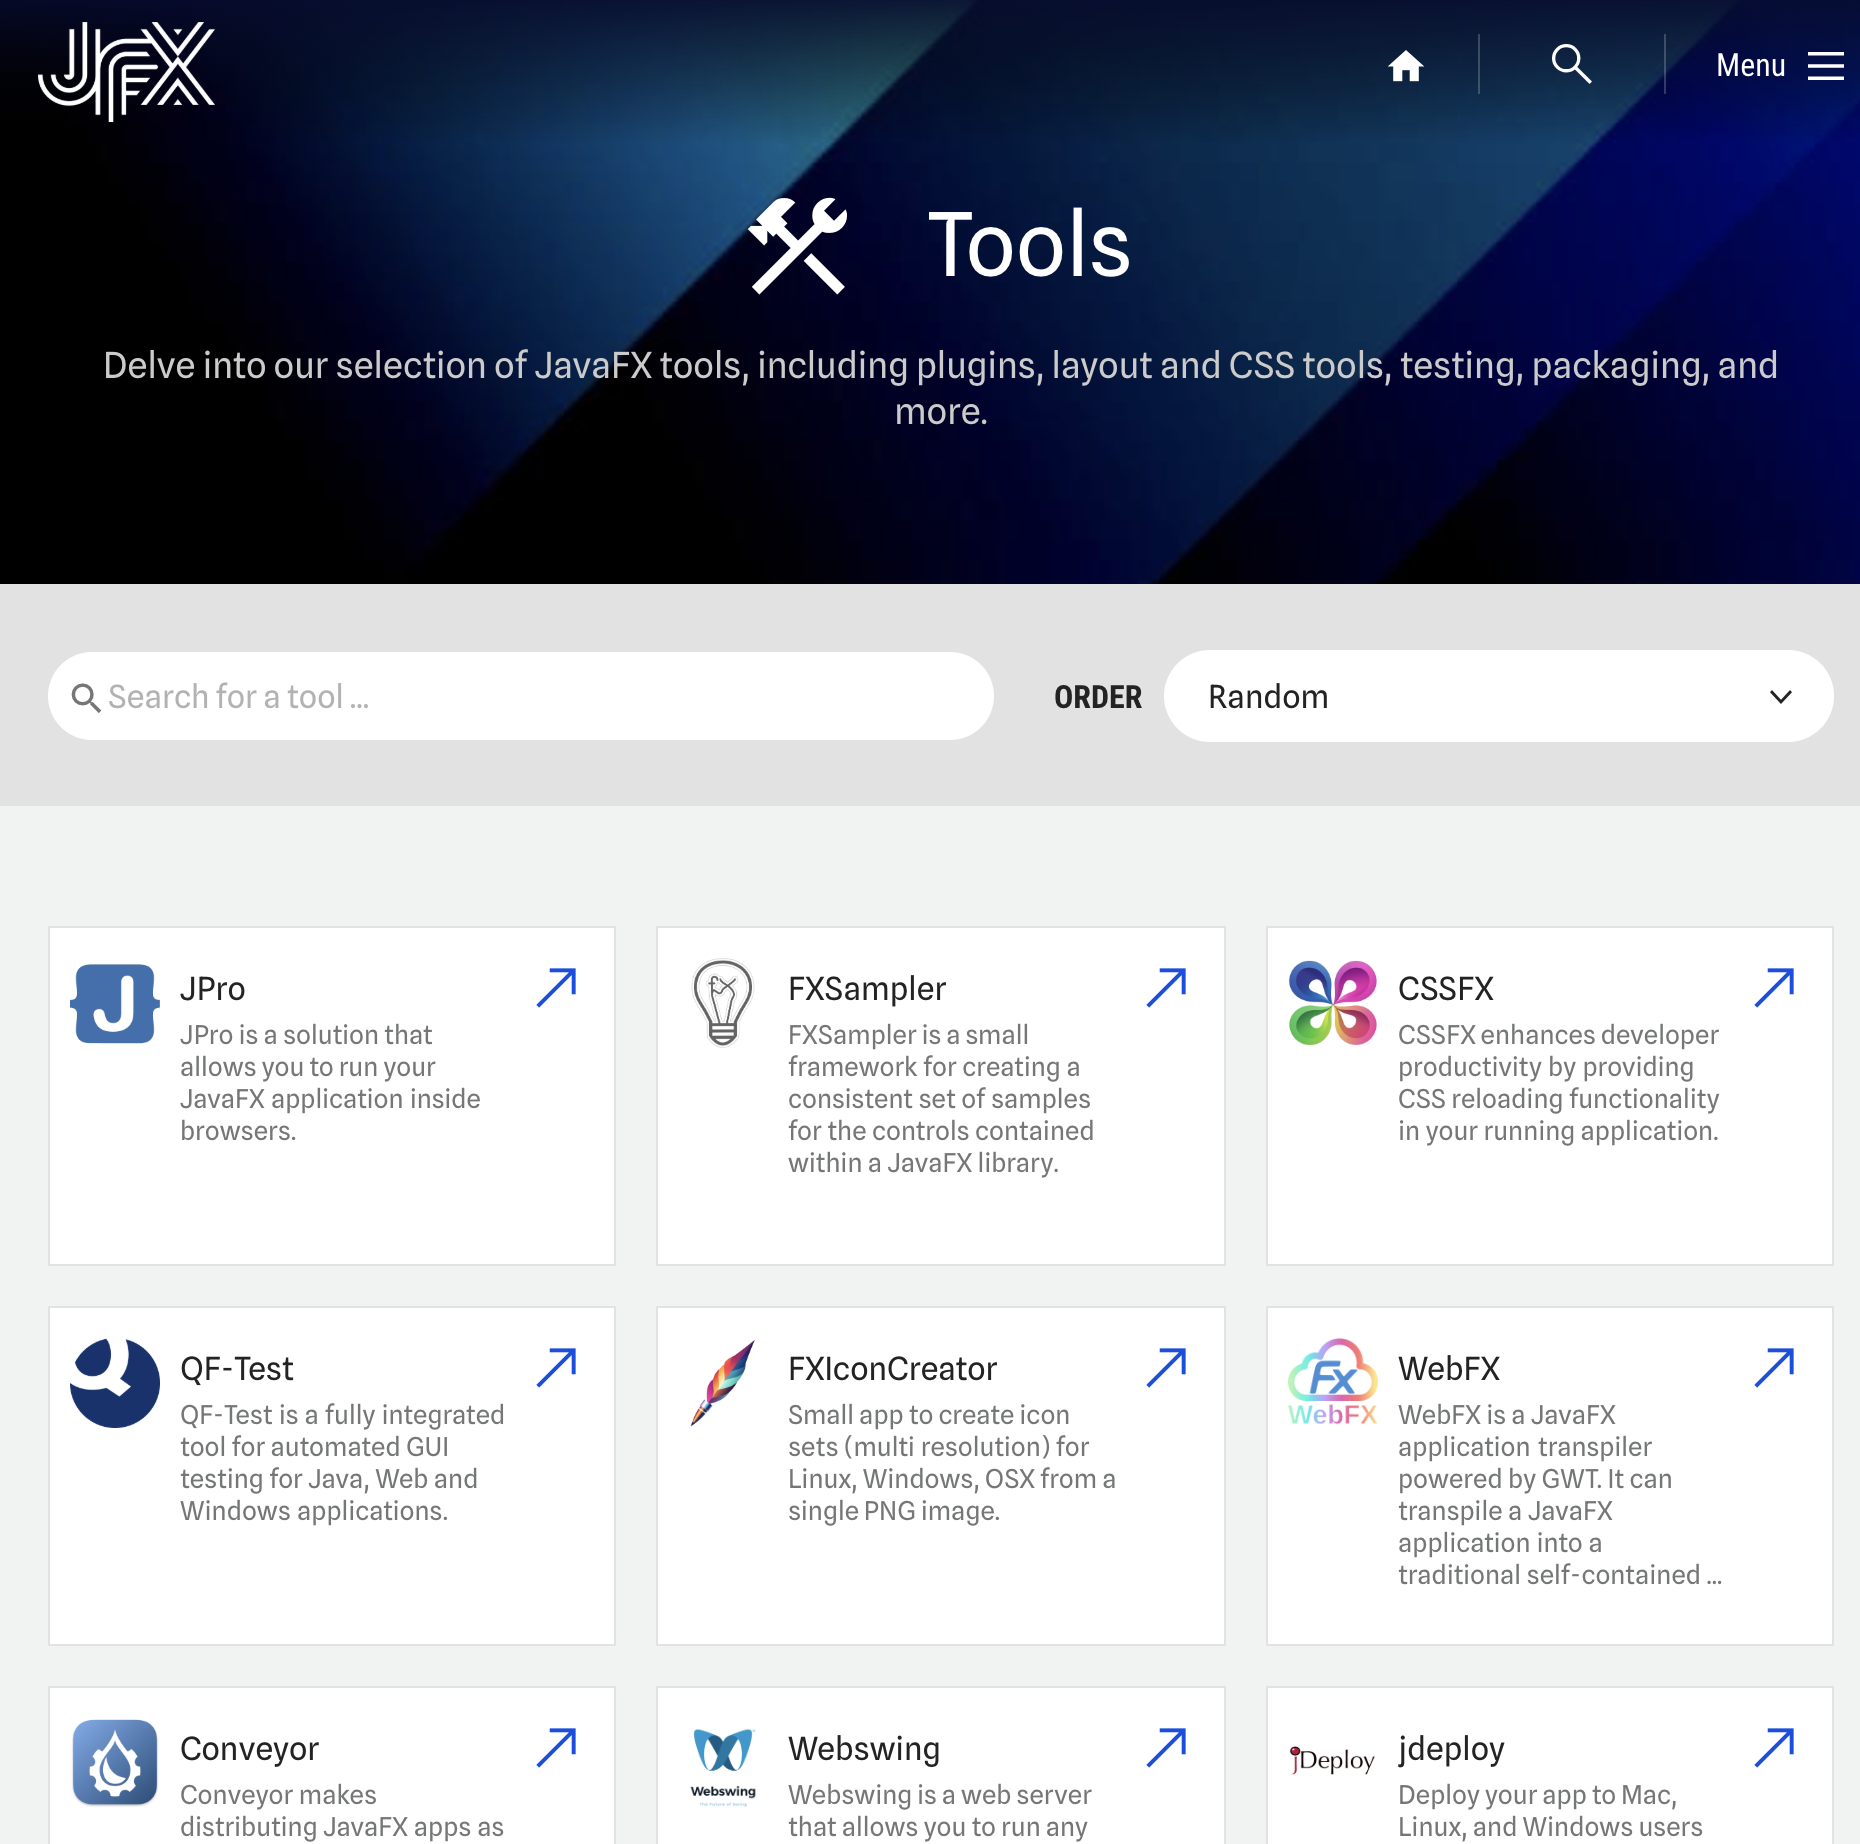 JFX
Menu
Tools
Delve into our selection of JavaFX tools, including plugins, layout and CSS tools, testing, packaging, and
more.
Search for a tool ...
ORDER
Random
J
JPro
JPro is a solution that
allows you to run your
JavaFX application inside
browsers.
fx
FXSampler
FXSampler is a small
framework for creating a
consistent set of samples
for the controls contained
within a JavaFX library.
CSSFX
CSSFX enhances developer
productivity by providing
CSS reloading functionality
in your running application.
QF-Test
QF-Test is a fully integrated
tool for automated GUI
testing for Java, Web and
Windows applications.
FXIconCreator
Small app to create icon
sets (multi resolution) for
Linux, Windows, OSX from a
single PNG image.
Fx
WebFX
WebFX
WebFX is a JavaFX
application transpiler
powered by GWT. It can
transpile a JavaFX
application into a
traditional self-contained ...
Conveyor
Conveyor makes
distributing JavaFX apps as
Webswing
Webswing
Webswing is a web server
that allows you to run any
jDeploy
jdeploy
Deploy your app to Mac,
Linux, and Windows users